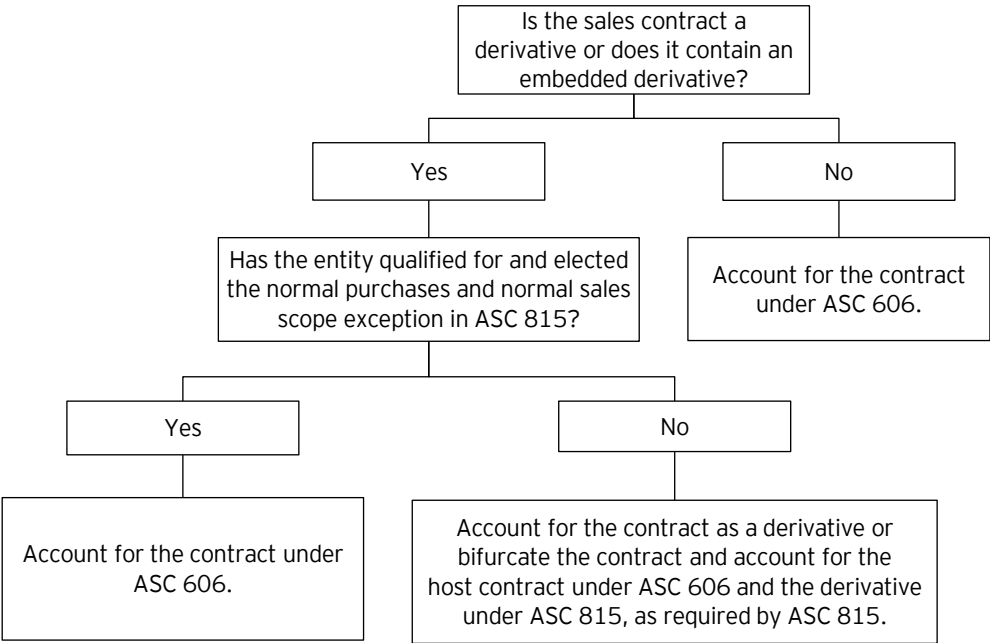 Is the sales contract a
derivative or does it contain an
embedded derivative?
Yes
No
Has the entity qualified for and elected
the normal purchases and normal sales
scope exception in ASC 815?
Account for the contract
under ASC 606.
Yes
No
Account for the contract under
ASC 606.
Account for the contract as a derivative or
bifurcate the contract and account for the
host contract under ASC 606 and the derivative
under ASC 815, as required by ASC 815.